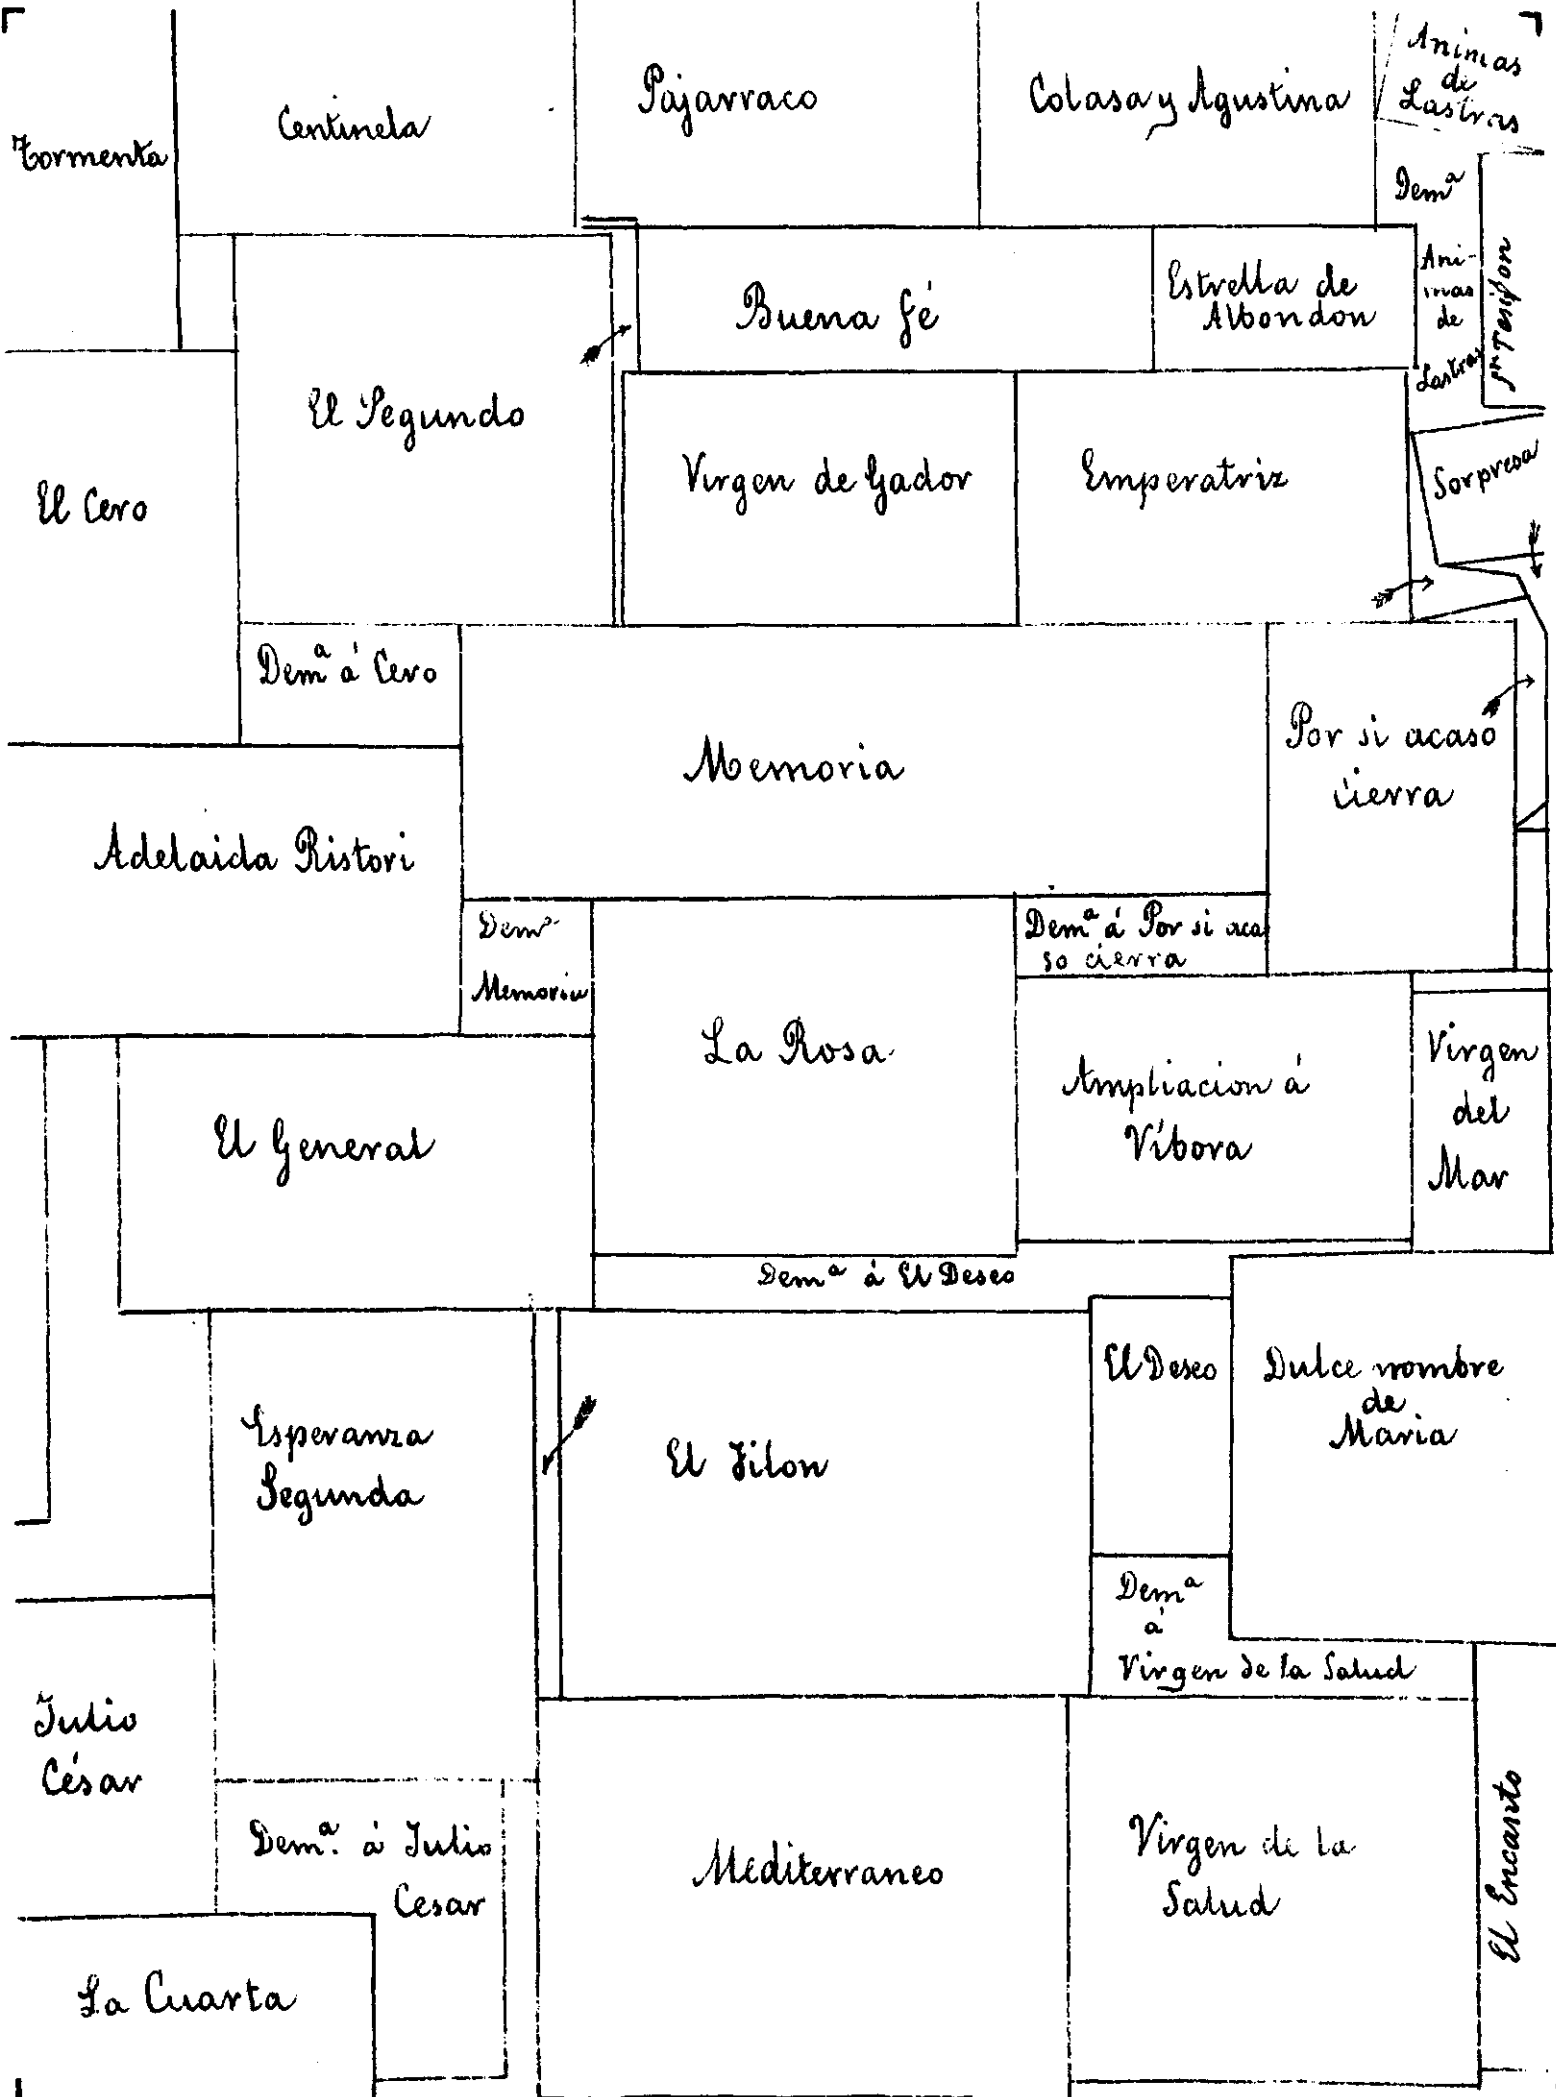 Tormenta
Centinela
Pajarraco
Colasa y Agustina
Animas
de
Lastras
Demª
Ani-
mas
de
Lastras
Sn Tesifon
Buena fé
Estrella de
Albondon
El Segundo
El Cero
Virgen de Gador
Emperatriz
Sorpresa
Demª á Cero
Memoria
Por si acaso
cierra
Adelaida Ristori
Demª
Memoria
La Rosa
Demª á Por si aca
so cierra
Ampliacion á
Víbora
Virgen
del
Mar
El General
Demª á El Deseo
Esperanza
Segunda
El Filon
El Deseo
Dulce nombre
de
Maria
Demª
á
Virgen de la Salud
Julio
César
Demª. á Julio
Cesar
Mediterraneo
Virgen de la
Salud
El Encanto
La Cuarta